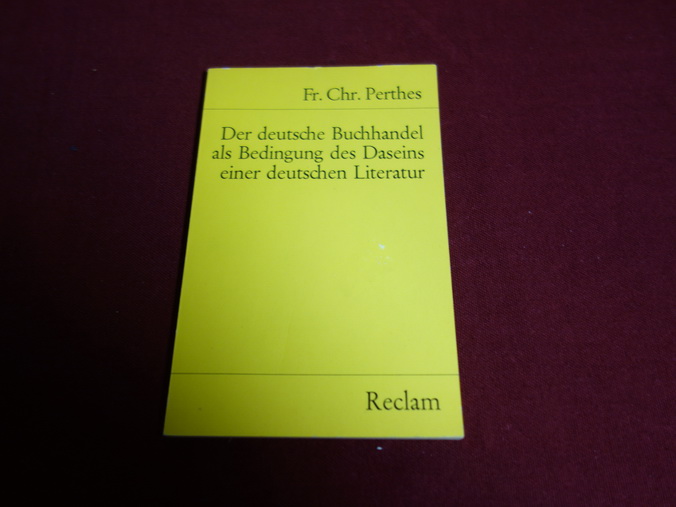 Fr. Chr. Perthes
Der deutsche Buchhandel
als Bedingung des Daseins
einer deutschen Literatur
Reclam